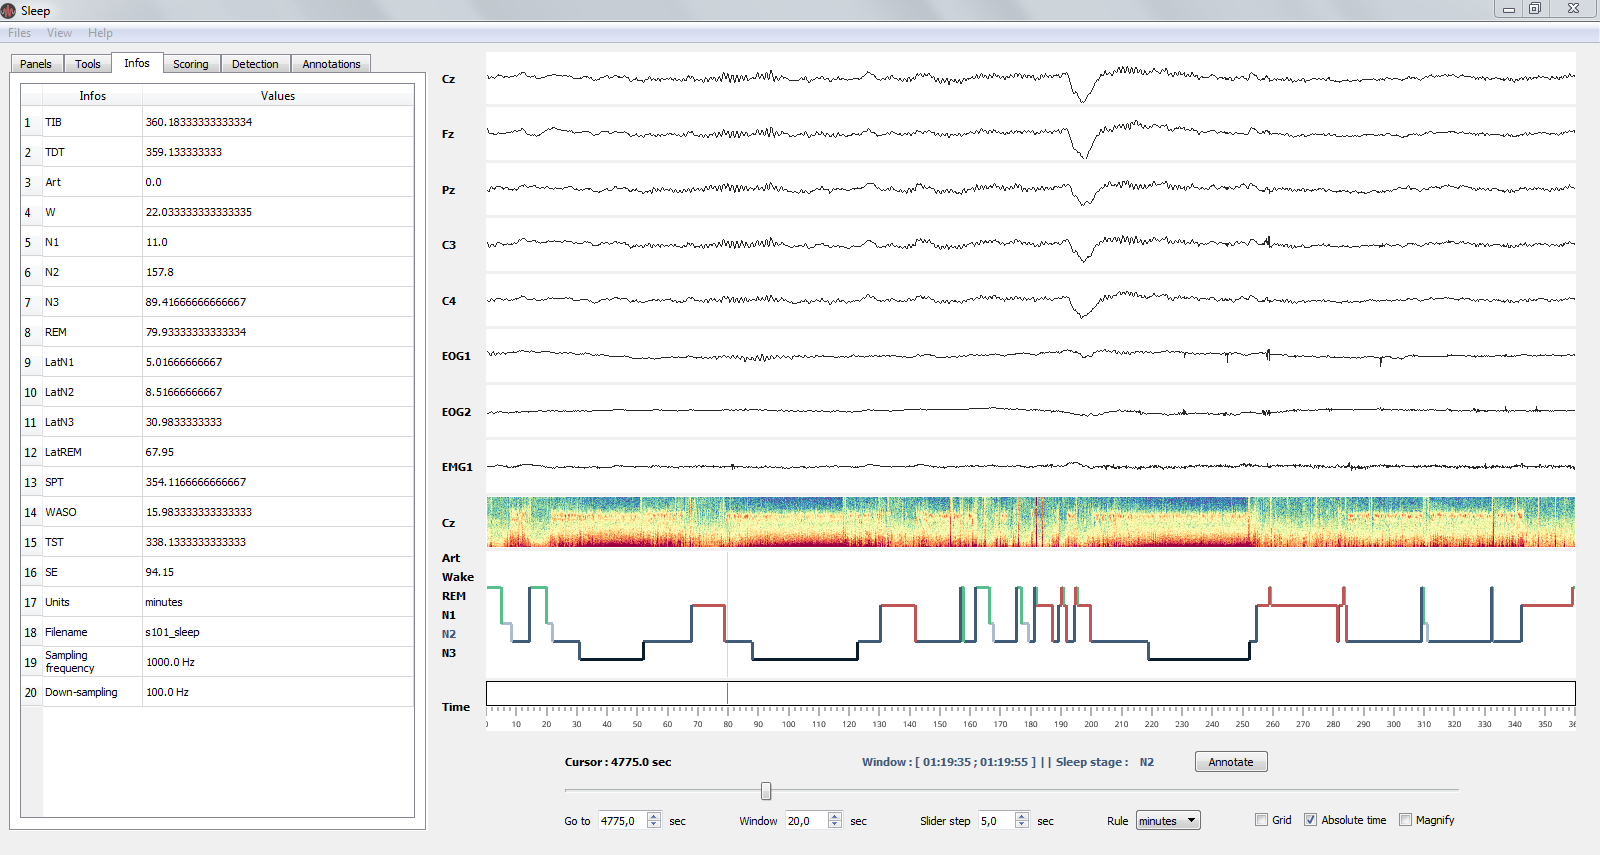 Sleep
Files View Help
Panels Tools Infos Scoring Detection Annotations
Infos Values
1 TIB 360.18333333333334
2 TDT 359.133333333
3 Art 0.0
4 W 22.033333333333335
5 N1 11.0
6 N2 157.8
7 N3 89.41666666666667
8 REM 79.93333333333334
9 LatN1 5.01666666667
10 LatN2 8.51666666667
11 LatN3 30.9833333333
12 LatREM 67.95
13 SPT 354.1166666666667
14 WASO 15.983333333333333
15 TST 338.1333333333333
16 SE 94.15
17 Units minutes
18 Filename s101_sleep
19 Sampling frequency 1000.0 Hz
20 Down-sampling 100.0 Hz
Cz
Fz
Pz
C3
C4
EOG1
EOG2
EMG1
Cz
Art
Wake
REM
N1
N2
N3
Time
10 20 30 40 50 60 70 80 90 100 110 120 130 140 150 160 170 180 190 200 210 220 230 240 250 260 270 280 290 300 310 320 330 340 350
Cursor : 4775.0 sec
Window : [ 01:19:35 ; 01:19:55 ] || Sleep stage : N2
Annotate
Go to 4775,0 sec Window 20,0 sec Slider step 5,0 sec Rule minutes Grid Absolute time Magnify